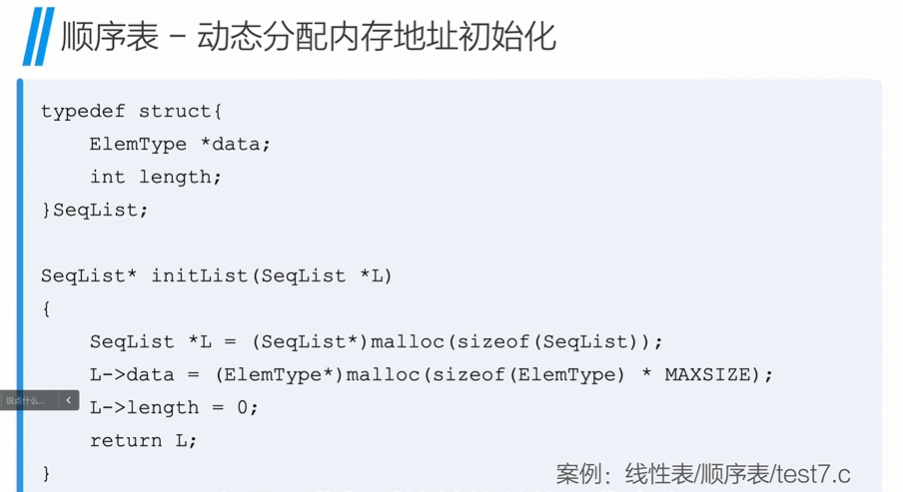 顺序表 - 动态分配内存地址初始化
typedef struct{
    ElemType *data;
    int length;
}SeqList;
SeqList* initList(SeqList *L)
{
    SeqList *L = (SeqList*)malloc(sizeof(SeqList));
    L->data = (ElemType*)malloc(sizeof(ElemType) * MAXSIZE);
说点什么...
    L->length = 0;
    return L;
}
案例：线性表/顺序表/test7.c